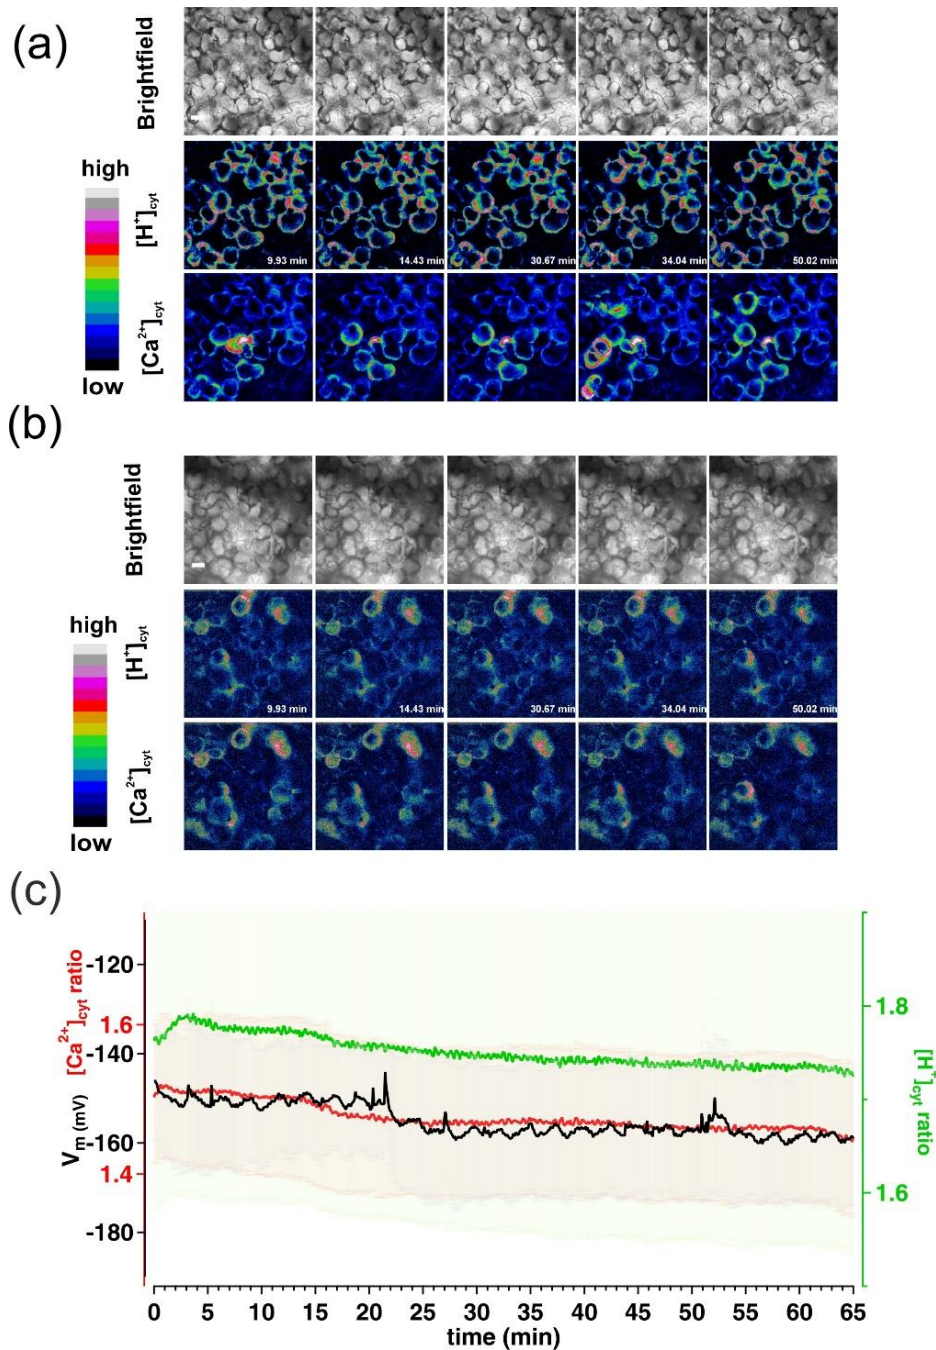 (a)
Brightfield
high
[H⁺]cyt
[Ca²⁺]cyt
low
9.93 min
14.43 min
30.67 min
34.04 min
50.02 min
(b)
Brightfield
high
[H⁺]cyt
[Ca²⁺]cyt
low
9.93 min
14.43 min
30.67 min
34.04 min
50.02 min
(c)
[Ca²⁺]cyt ratio
Vm (mV)
-120
1.6
-140
-160
1.4
-180
1.8
1.6
[H⁺]cyt ratio
0 5 10 15 20 25 30 35 40 45 50 55 60 65
time (min)